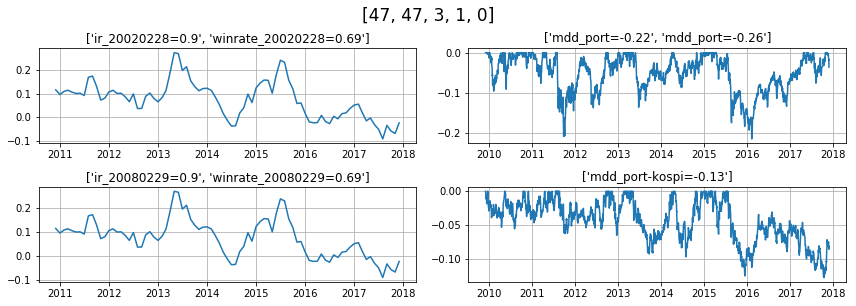 [47, 47, 3, 1, 0]
['ir_20020228=0.9', 'winrate_20020228=0.69']
0.2
0.1
0.0
−0.1
2011 2012 2013 2014 2015 2016 2017 2018
['mdd_port=-0.22', 'mdd_port=-0.26']
0.0
−0.1
−0.2
2010 2011 2012 2013 2014 2015 2016 2017 2018
['ir_20080229=0.9', 'winrate_20080229=0.69']
0.2
0.1
0.0
−0.1
2011 2012 2013 2014 2015 2016 2017 2018
['mdd_port-kospi=-0.13']
0.00
−0.05
−0.10
2010 2011 2012 2013 2014 2015 2016 2017 2018